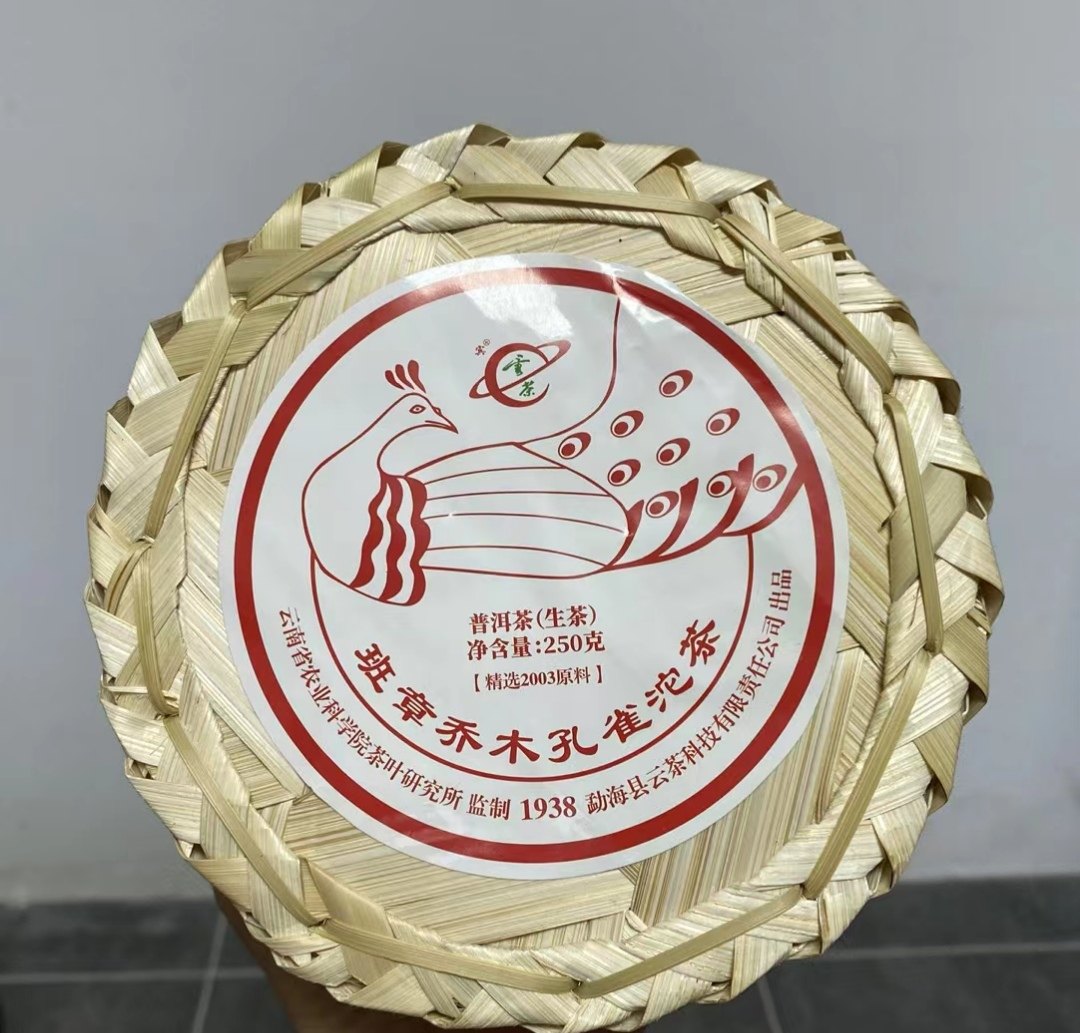 雲茶
普洱茶(生茶)
净含量:250克
【精选2003原料】
班章乔木孔雀沱茶
云南省农业科学院茶叶研究所 监制 1938 勐海县云茶科技有限责任公司 出品